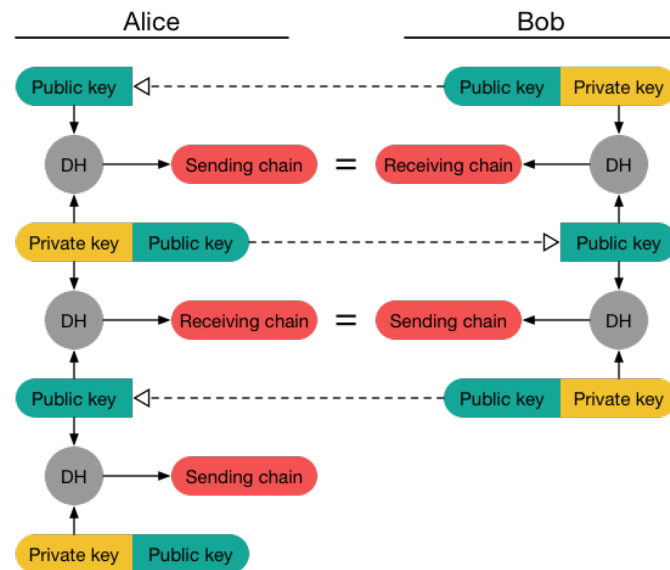 Alice Bob
Public key Public key Private key
DH Sending chain = Receiving chain DH
Private key Public key Public key
DH Receiving chain = Sending chain DH
Public key Public key Private key
DH Sending chain
Private key Public key